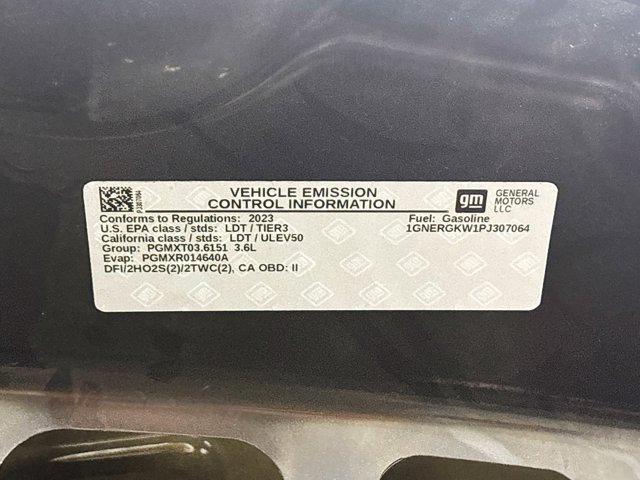 PJ307064
VEHICLE EMISSION
CONTROL INFORMATION
gm
GENERAL
MOTORS
LLC
Conforms to Regulations: 2023
Fuel: Gasoline
U.S. EPA class / stds: LDT / TIER3
1GNERGKW1PJ307064
California class / stds: LDT / ULEV50
Group: PGMXT03.6151 3.6L
Evap: PGMXR014640A
DFI/2HO2S(2)/2TWC(2), CA OBD: II